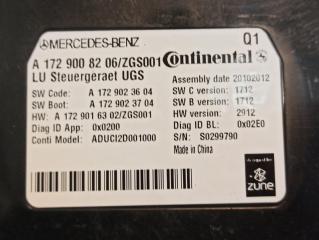 MERCEDES-BENZ
Q1
A 172 900 82 06/ZGS001
Continental
LU Steuergeraet UGS
Assembly date 20102012
SW Code: A 172 902 36 04
SW C version: 1712
SW Boot: A 172 902 37 04
SW B version: 1712
HW: A 172 901 63 02/ZGS001
HW version: 2912
Diag ID App: 0x0200
Diag ID BL: 0x02E0
Conti Model: ADUCI2D001000
S/N: S0299790
Made in China
zune